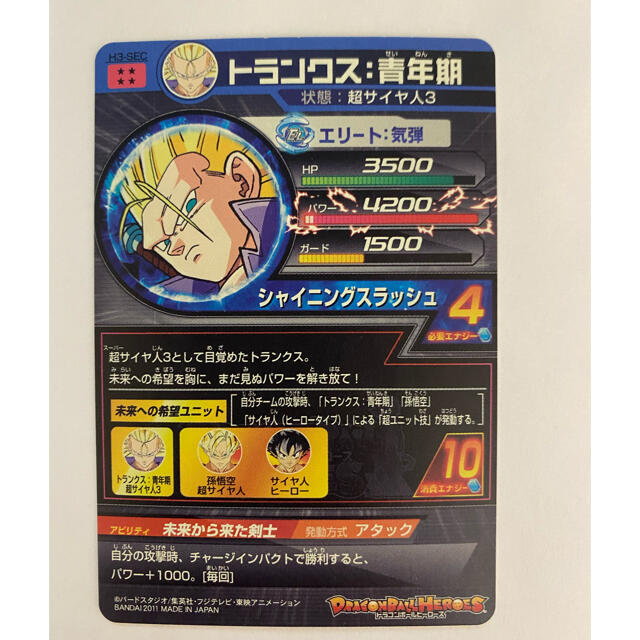 H3-SEC
トランクス:青年期
せいねんき
状態:超サイヤ人3
エリート:気弾
HP 3500
パワー 4200
ガード 1500
シャイニングスラッシュ 4
必要エナジー
超サイヤ人3として目覚めたトランクス。
未来への希望を胸に、まだ見ぬパワーを解き放て!
未来への希望ユニット
自分チームの攻撃時、「トランクス:青年期」「孫悟空」
「サイヤ人(ヒーロータイプ)」による「超ユニット技」が発動する。
トランクス:青年期
超サイヤ人3
孫悟空
超サイヤ人
サイヤ人
ヒーロー
10
消費エナジー
アビリティ 未来から来た剣士 発動方式 アタック
自分の攻撃時、チャージインパクトで勝利すると、
パワー+1000。[毎回]
©バードスタジオ/集英社・フジテレビ・東映アニメーション
BANDAI 2011 MADE IN JAPAN
DRAGONBALL HEROES
ドラゴンボールヒーローズ